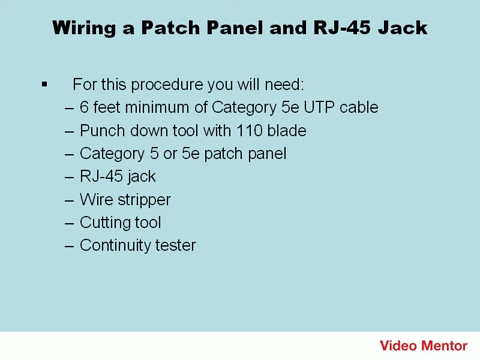 Wiring a Patch Panel and RJ-45 Jack
▪ For this procedure you will need:
– 6 feet minimum of Category 5e UTP cable
– Punch down tool with 110 blade
– Category 5 or 5e patch panel
– RJ-45 jack
– Wire stripper
– Cutting tool
– Continuity tester
Video Mentor